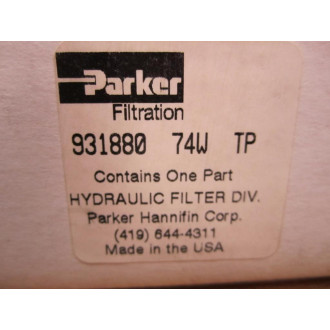 Parker
Filtration
931880 74W TP
Contains One Part
HYDRAULIC FILTER DIV.
Parker Hannifin Corp.
(419) 644-4311
Made in the USA